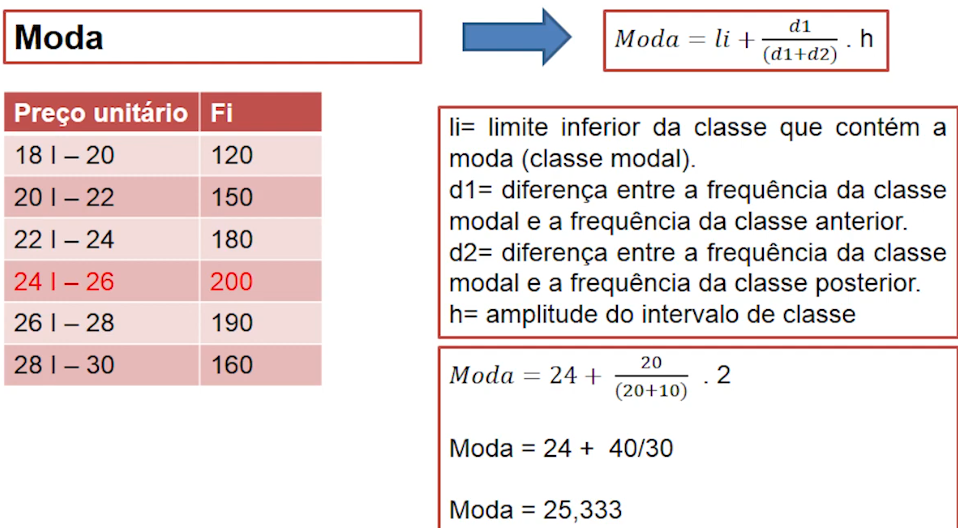 Moda
Moda = li + d1/(d1+d2) . h
Preço unitário Fi
18 I – 20 120
20 I – 22 150
22 I – 24 180
24 I – 26 200
26 I – 28 190
28 I – 30 160
li= limite inferior da classe que contém a
moda (classe modal).
d1= diferença entre a frequência da classe
modal e a frequência da classe anterior.
d2= diferença entre a frequência da classe
modal e a frequência da classe posterior.
h= amplitude do intervalo de classe
Moda = 24 + 20/(20+10) . 2
Moda = 24 + 40/30
Moda = 25,333